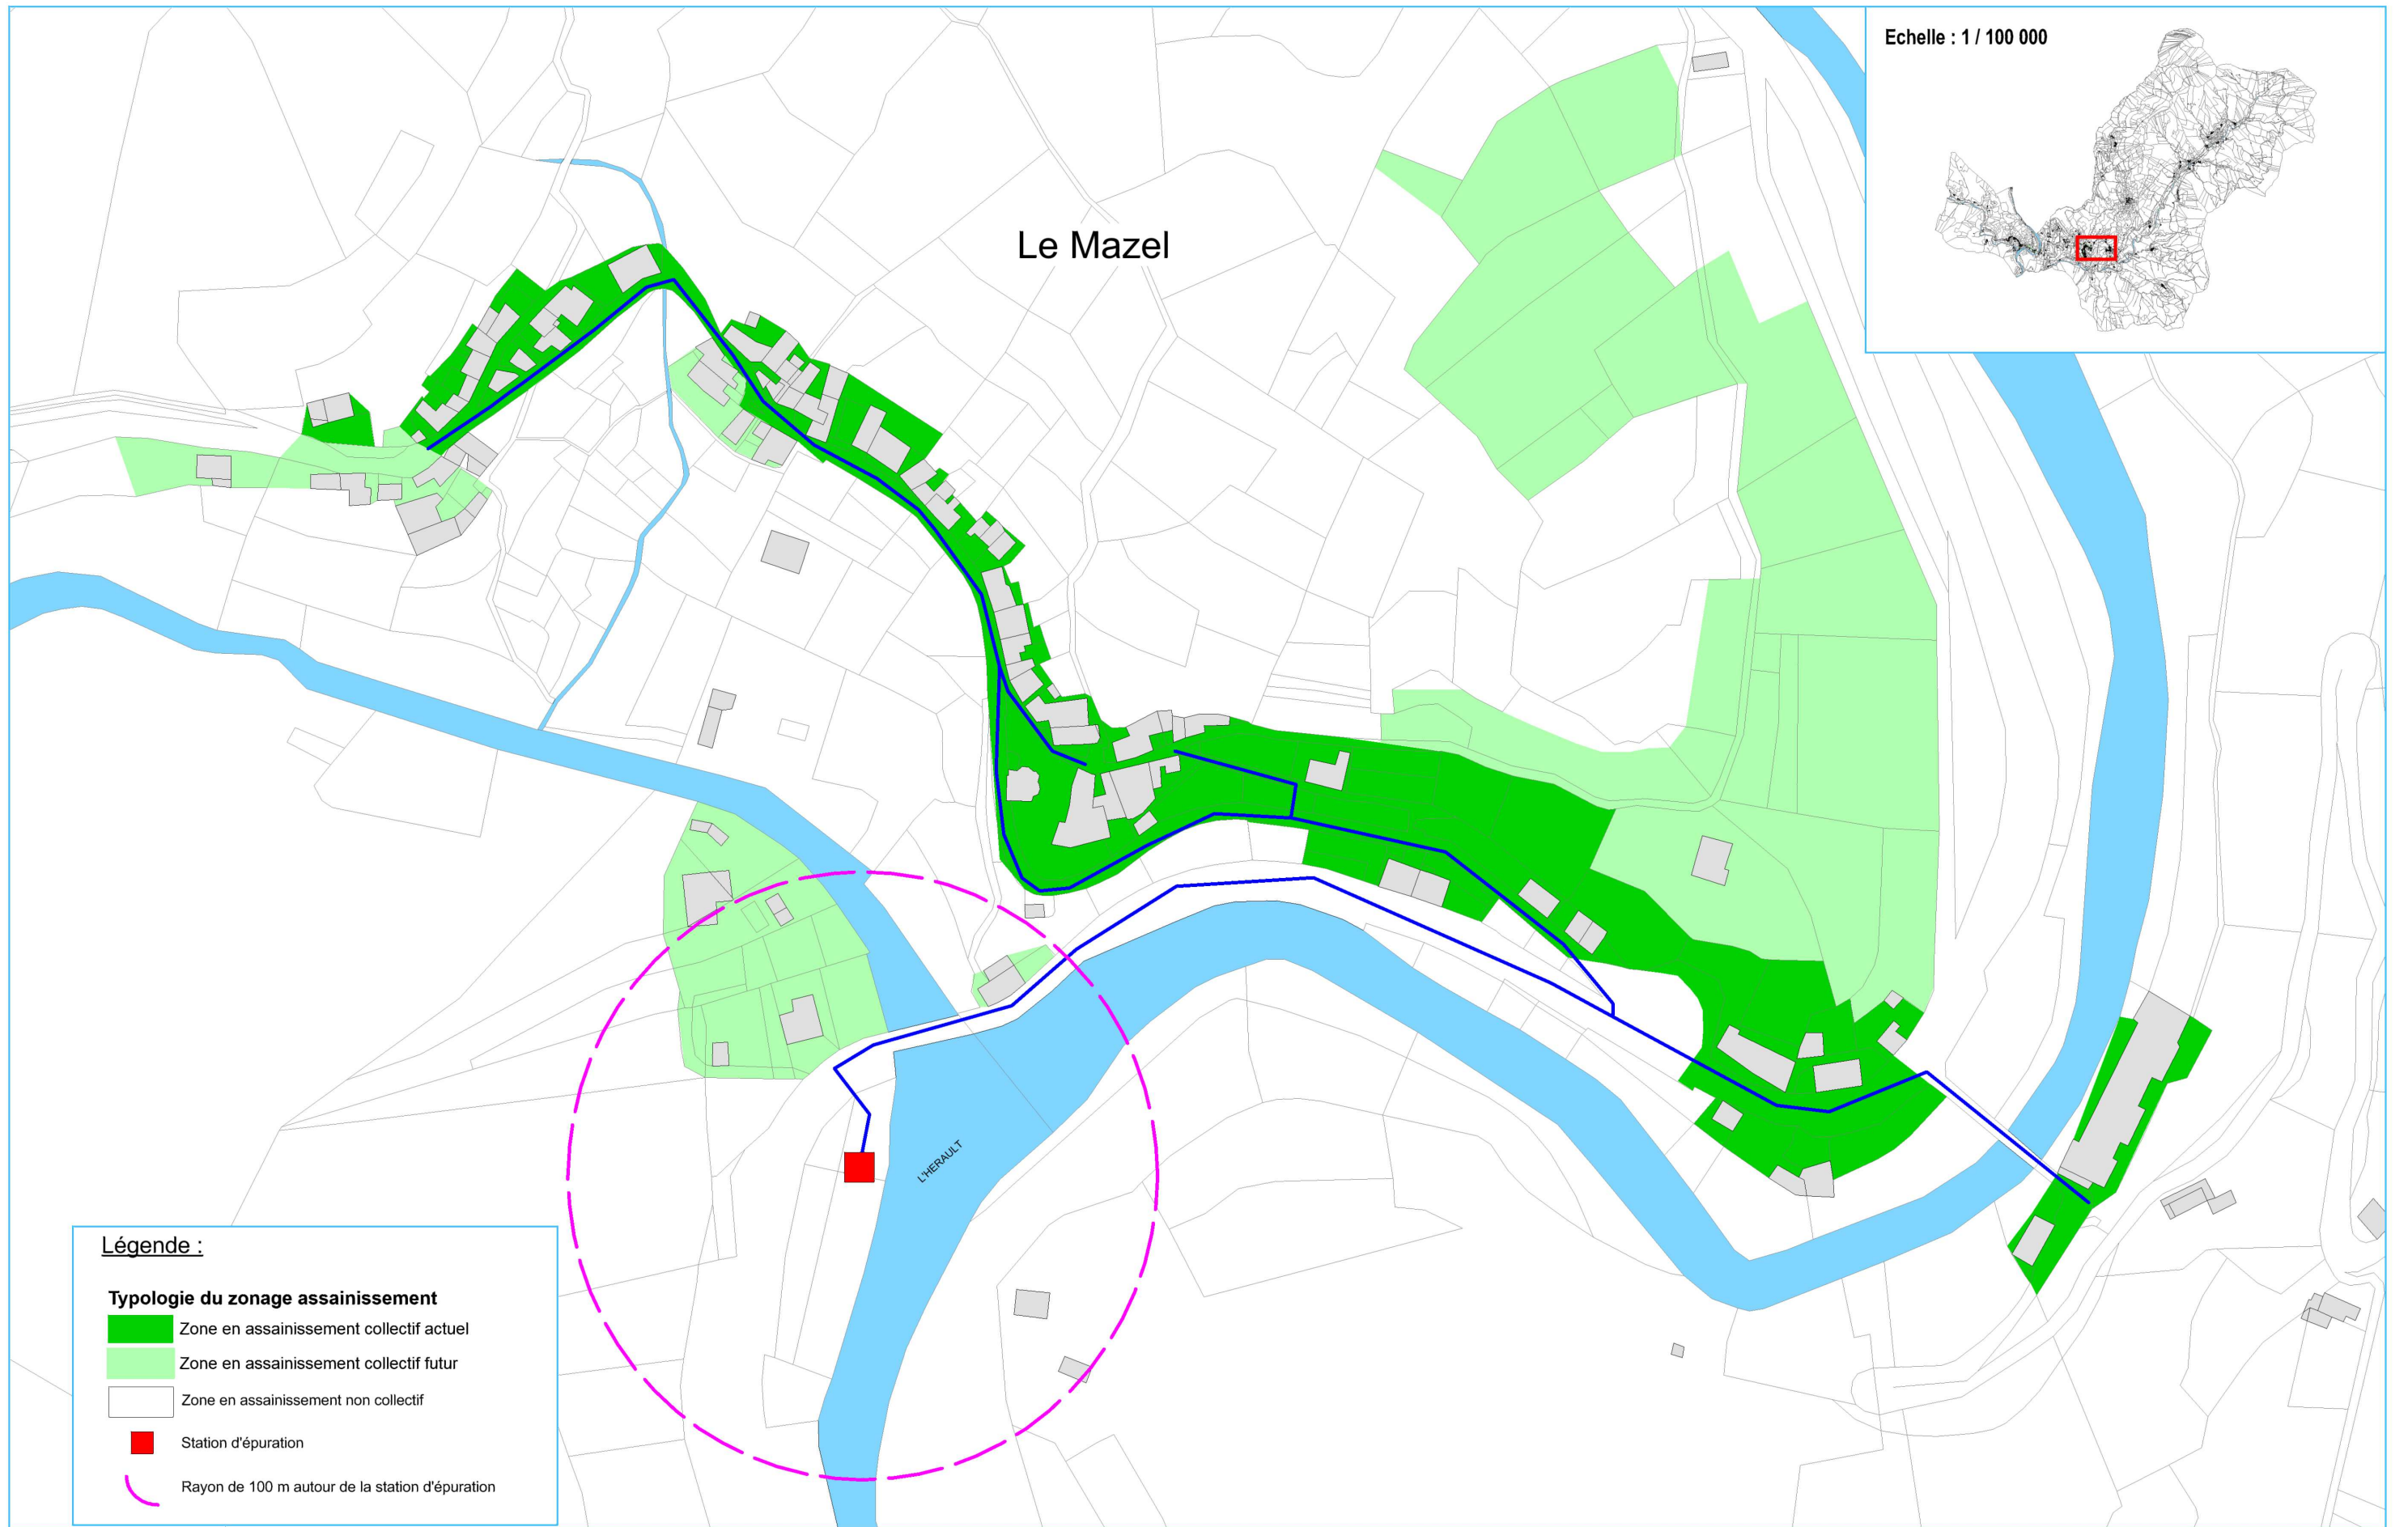 Echelle : 1 / 100 000
Le Mazel
L'HERAULT
Légende :
Typologie du zonage assainissement
Zone en assainissement collectif actuel
Zone en assainissement collectif futur
Zone en assainissement non collectif
Station d'épuration
Rayon de 100 m autour de la station d'épuration